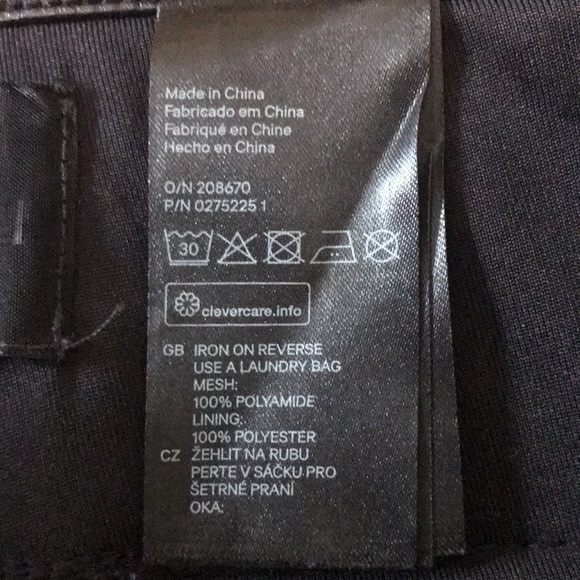 Made in China
Fabricado em China
Fabriqué en Chine
Hecho en China
O/N 208670
P/N 0275225 1
30
clevercare.info
GB IRON ON REVERSE
USE A LAUNDRY BAG
MESH:
100% POLYAMIDE
LINING:
100% POLYESTER
CZ ŽEHLIT NA RUBU
PERTE V SÁČKU PRO
ŠETRNÉ PRANÍ
OKA: